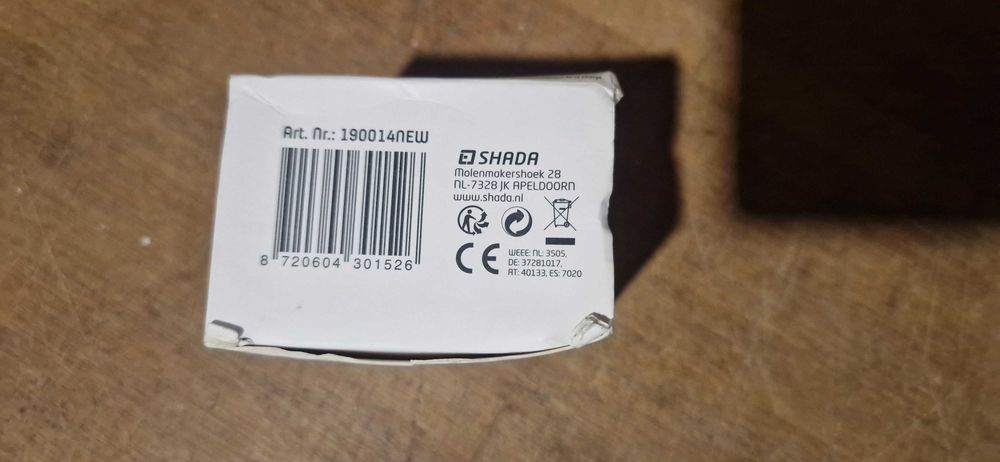 Art. Nr.: 190014NEW
8 720604 301526
SHADA
Molenmakershoek 28
NL-7328 JK APELDOORN
www.shada.nl
CE
WEEE: NL: 3505,
DE: 37281017,
AT: 40133, ES: 7020